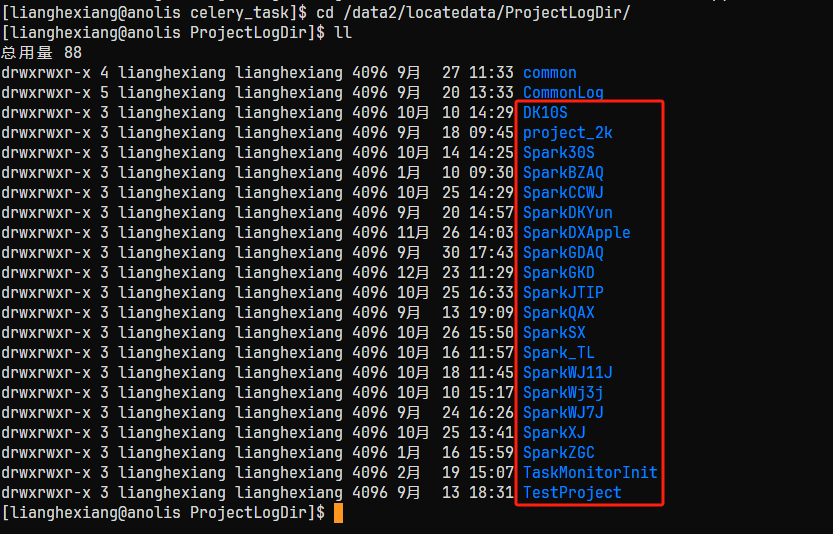 [lianghexiang@anolis celery_task]$ cd /data2/locatedata/ProjectLogDir/
[lianghexiang@anolis ProjectLogDir]$ ll
总用量 88
drwxrwxr-x 4 lianghexiang lianghexiang 4096 9月  27 11:33 common
drwxrwxr-x 5 lianghexiang lianghexiang 4096 9月  20 13:33 CommonLog
drwxrwxr-x 3 lianghexiang lianghexiang 4096 10月 10 14:29 DK10S
drwxrwxr-x 3 lianghexiang lianghexiang 4096 9月  18 09:45 project_2k
drwxrwxr-x 3 lianghexiang lianghexiang 4096 10月 14 14:25 Spark30S
drwxrwxr-x 3 lianghexiang lianghexiang 4096 1月  10 09:30 SparkBZAQ
drwxrwxr-x 3 lianghexiang lianghexiang 4096 10月 25 14:29 SparkCCWJ
drwxrwxr-x 3 lianghexiang lianghexiang 4096 9月  20 14:57 SparkDKYun
drwxrwxr-x 3 lianghexiang lianghexiang 4096 11月 26 14:03 SparkDXApple
drwxrwxr-x 3 lianghexiang lianghexiang 4096 9月  30 17:43 SparkGDAQ
drwxrwxr-x 3 lianghexiang lianghexiang 4096 12月 23 11:29 SparkGKD
drwxrwxr-x 3 lianghexiang lianghexiang 4096 10月 25 16:33 SparkJTIP
drwxrwxr-x 3 lianghexiang lianghexiang 4096 9月  13 19:09 SparkQAX
drwxrwxr-x 3 lianghexiang lianghexiang 4096 10月 26 15:50 SparkSX
drwxrwxr-x 3 lianghexiang lianghexiang 4096 10月 16 11:57 Spark_TL
drwxrwxr-x 3 lianghexiang lianghexiang 4096 10月 18 11:45 SparkWJ11J
drwxrwxr-x 3 lianghexiang lianghexiang 4096 10月 10 15:17 SparkWj3j
drwxrwxr-x 3 lianghexiang lianghexiang 4096 9月  24 16:26 SparkWJ7J
drwxrwxr-x 3 lianghexiang lianghexiang 4096 10月 25 13:41 SparkXJ
drwxrwxr-x 3 lianghexiang lianghexiang 4096 1月  16 15:59 SparkZGC
drwxrwxr-x 3 lianghexiang lianghexiang 4096 2月  19 15:07 TaskMonitorInit
drwxrwxr-x 3 lianghexiang lianghexiang 4096 9月  13 18:31 TestProject
[lianghexiang@anolis ProjectLogDir]$